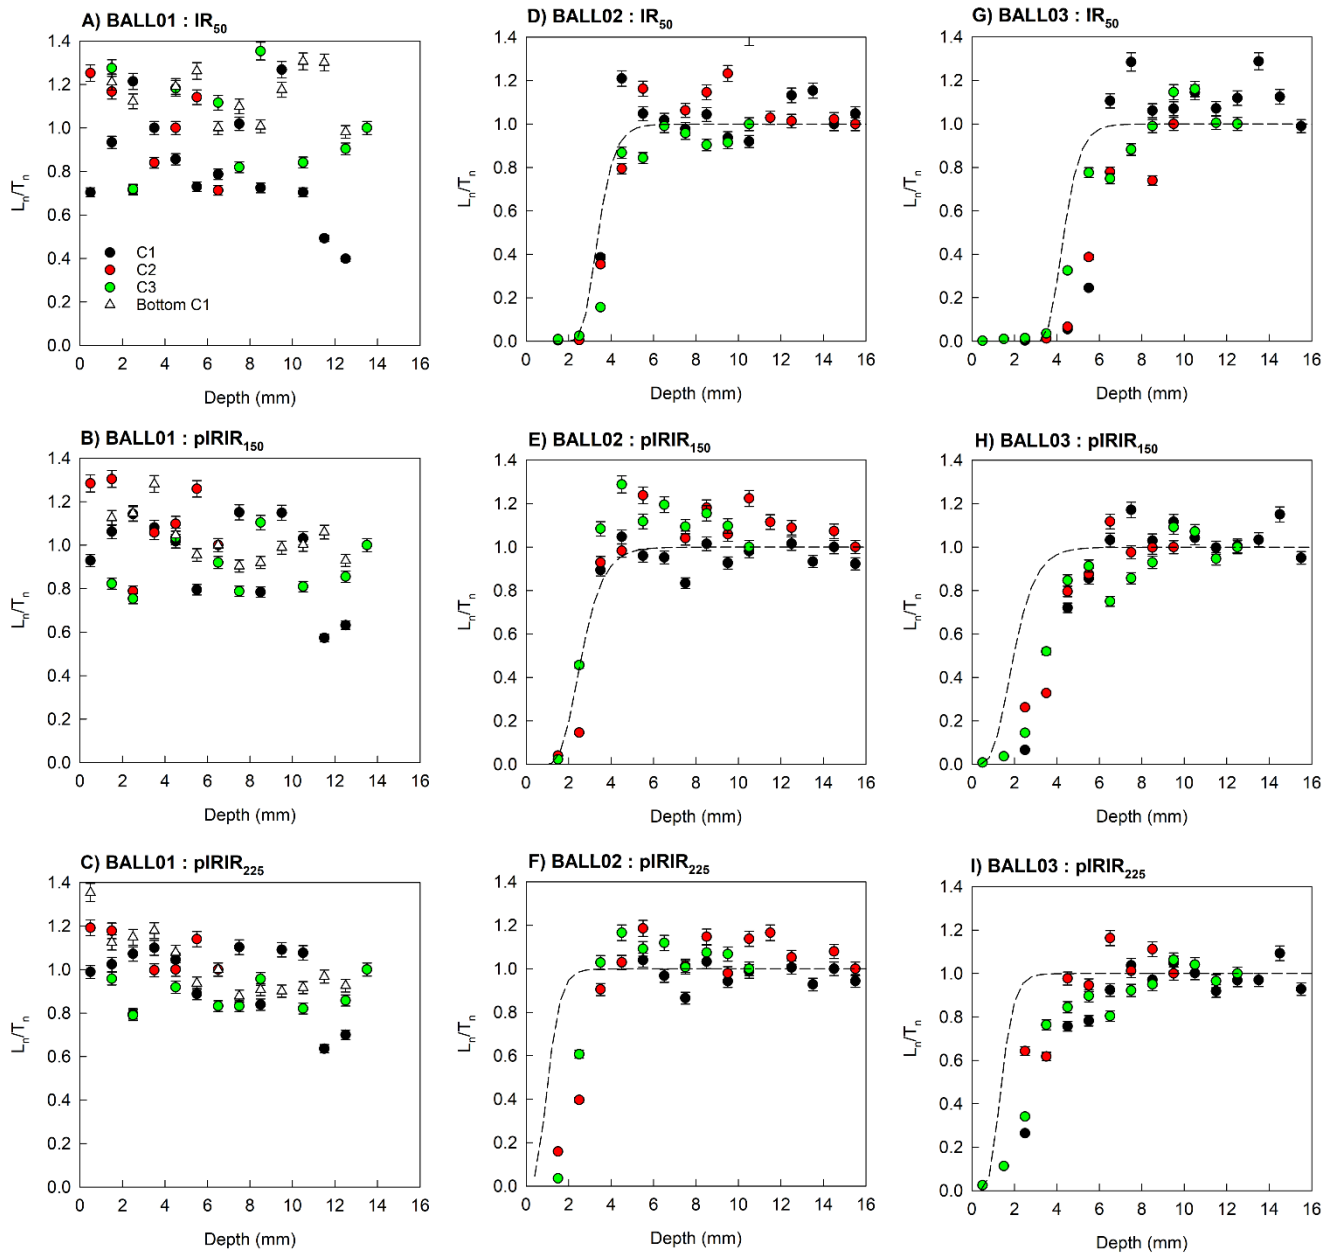 A) BALL01 : IR50
1.4
1.2
1.0
0.8
0.6
0.4
0.2
0.0
Ln/Tn
C1
C2
C3
Bottom C1
0 2 4 6 8 10 12 14 16
Depth (mm)
D) BALL02 : IR50
1.4
1.2
1.0
0.8
0.6
0.4
0.2
0.0
Ln/Tn
0 2 4 6 8 10 12 14 16
Depth (mm)
G) BALL03 : IR50
1.4
1.2
1.0
0.8
0.6
0.4
0.2
0.0
Ln/Tn
0 2 4 6 8 10 12 14 16
Depth (mm)
B) BALL01 : pIRIR150
1.4
1.2
1.0
0.8
0.6
0.4
0.2
0.0
Ln/Tn
0 2 4 6 8 10 12 14 16
Depth (mm)
E) BALL02 : pIRIR150
1.4
1.2
1.0
0.8
0.6
0.4
0.2
0.0
Ln/Tn
0 2 4 6 8 10 12 14 16
Depth (mm)
H) BALL03 : pIRIR150
1.4
1.2
1.0
0.8
0.6
0.4
0.2
0.0
Ln/Tn
0 2 4 6 8 10 12 14 16
Depth (mm)
C) BALL01 : pIRIR225
1.4
1.2
1.0
0.8
0.6
0.4
0.2
0.0
Ln/Tn
0 2 4 6 8 10 12 14 16
Depth (mm)
F) BALL02 : pIRIR225
1.4
1.2
1.0
0.8
0.6
0.4
0.2
0.0
Ln/Tn
0 2 4 6 8 10 12 14 16
Depth (mm)
I) BALL03 : pIRIR225
1.4
1.2
1.0
0.8
0.6
0.4
0.2
0.0
Ln/Tn
0 2 4 6 8 10 12 14 16
Depth (mm)